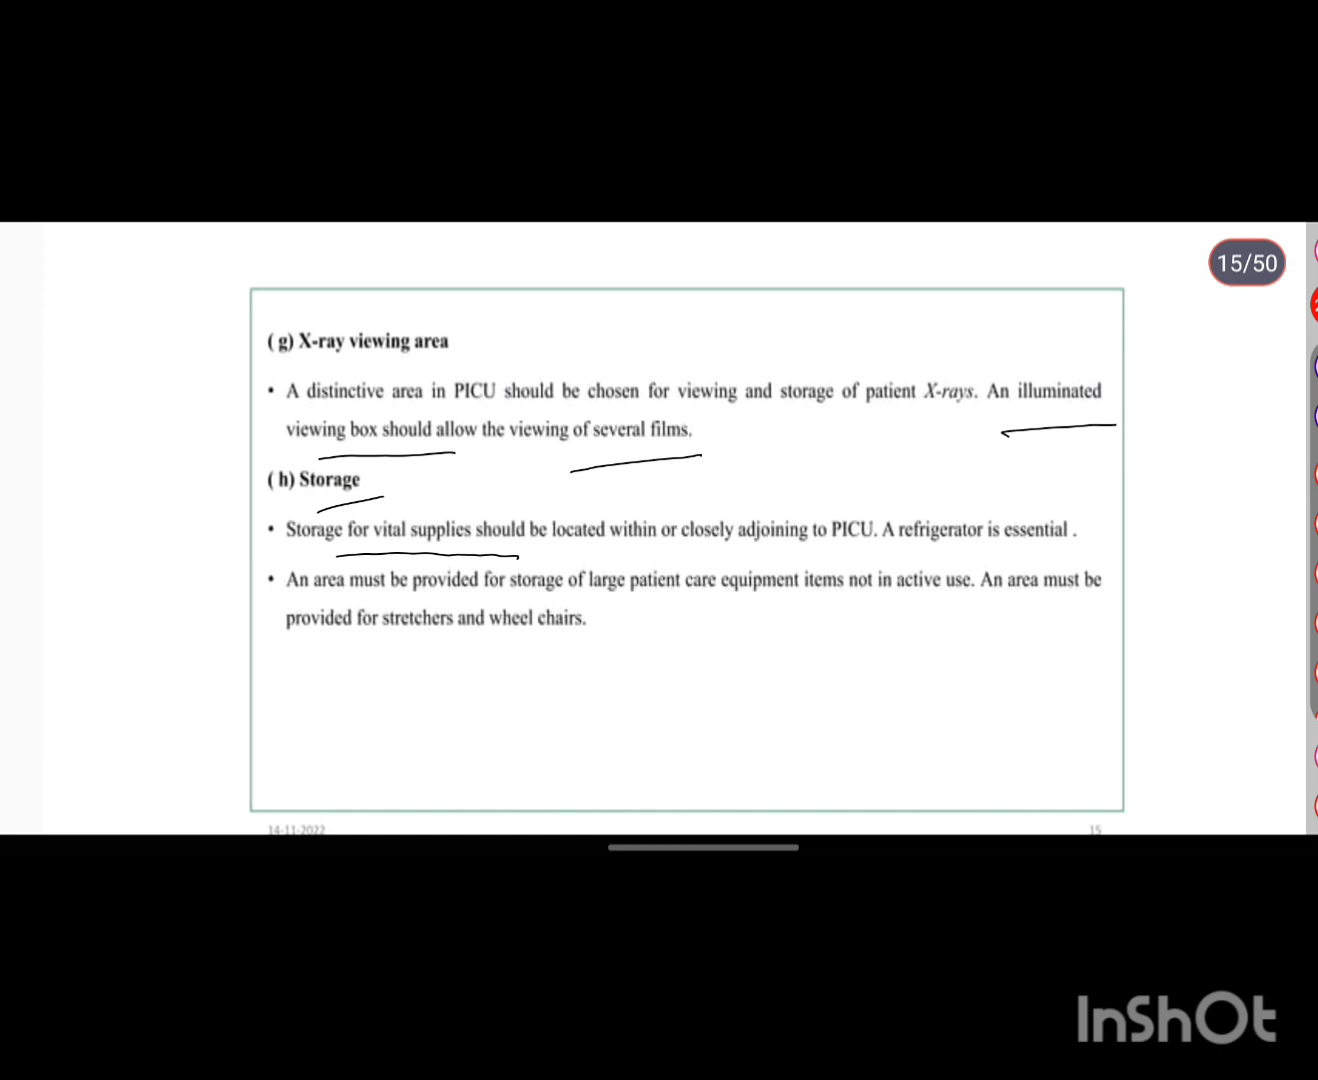 15/50
( g) X-ray viewing area
• A distinctive area in PICU should be chosen for viewing and storage of patient X-rays. An illuminated
viewing box should allow the viewing of several films.
( h) Storage
• Storage for vital supplies should be located within or closely adjoining to PICU. A refrigerator is essential .
• An area must be provided for storage of large patient care equipment items not in active use. An area must be
provided for stretchers and wheel chairs.
14-11-2022
15
InShOt